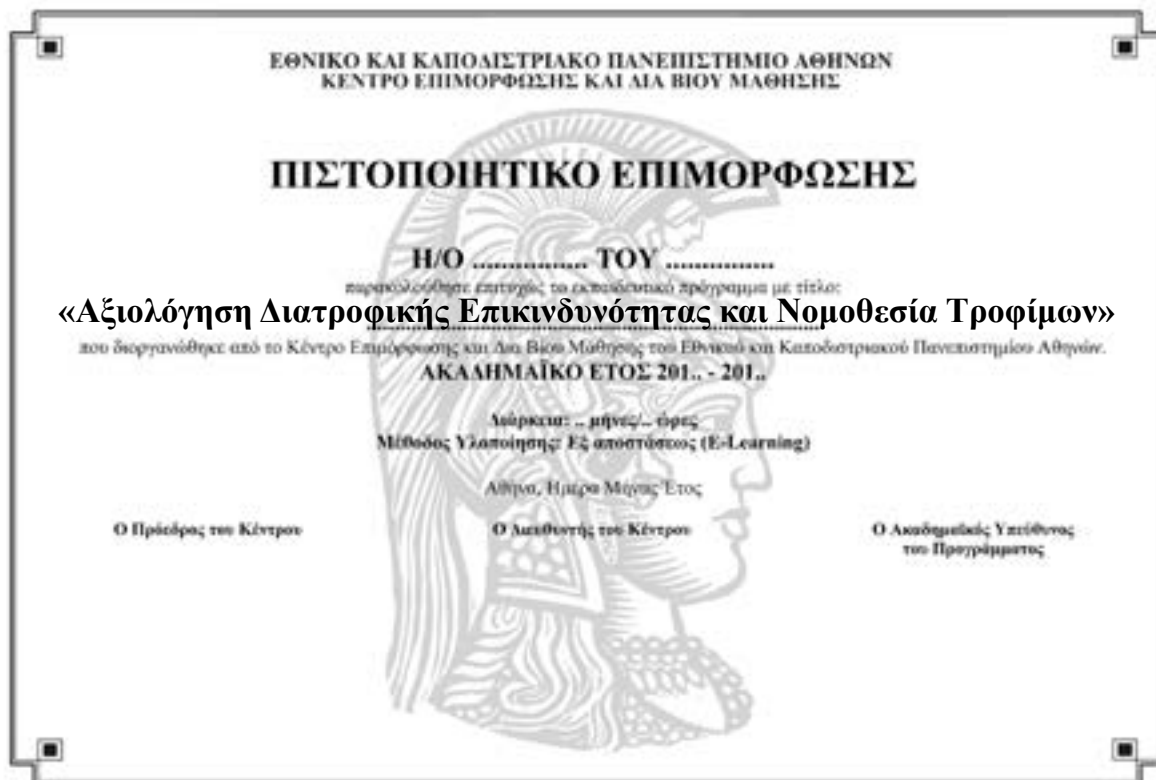 ΕΘΝΙΚΟ ΚΑΙ ΚΑΠΟΔΙΣΤΡΙΑΚΟ ΠΑΝΕΠΙΣΤΗΜΙΟ ΑΘΗΝΩΝ
ΚΕΝΤΡΟ ΕΠΙΜΟΡΦΩΣΗΣ ΚΑΙ ΔΙΑ ΒΙΟΥ ΜΑΘΗΣΗΣ
ΠΙΣΤΟΠΟΙΗΤΙΚΟ ΕΠΙΜΟΡΦΩΣΗΣ
Η/Ο ................ ΤΟΥ ...............
παρακολούθησε επιτυχώς το εκπαιδευτικό πρόγραμμα με τίτλο:
«Αξιολόγηση Διατροφικής Επικινδυνότητας και Νομοθεσία Τροφίμων»
που διοργανώθηκε από το Κέντρο Επιμόρφωσης και Δια Βίου Μάθησης του Εθνικού και Καποδιστριακού Πανεπιστημίου Αθηνών.
ΑΚΑΔΗΜΑΪΚΟ ΕΤΟΣ 201.. - 201..
Διάρκεια: .. μήνες/.. ώρες
Μέθοδος Υλοποίησης: Εξ αποστάσεως (E-Learning)
Αθήνα, Ημέρα Μήνας Έτος
Ο Πρόεδρος του Κέντρου Ο Διευθυντής του Κέντρου Ο Ακαδημαϊκός Υπεύθυνος
του Προγράμματος